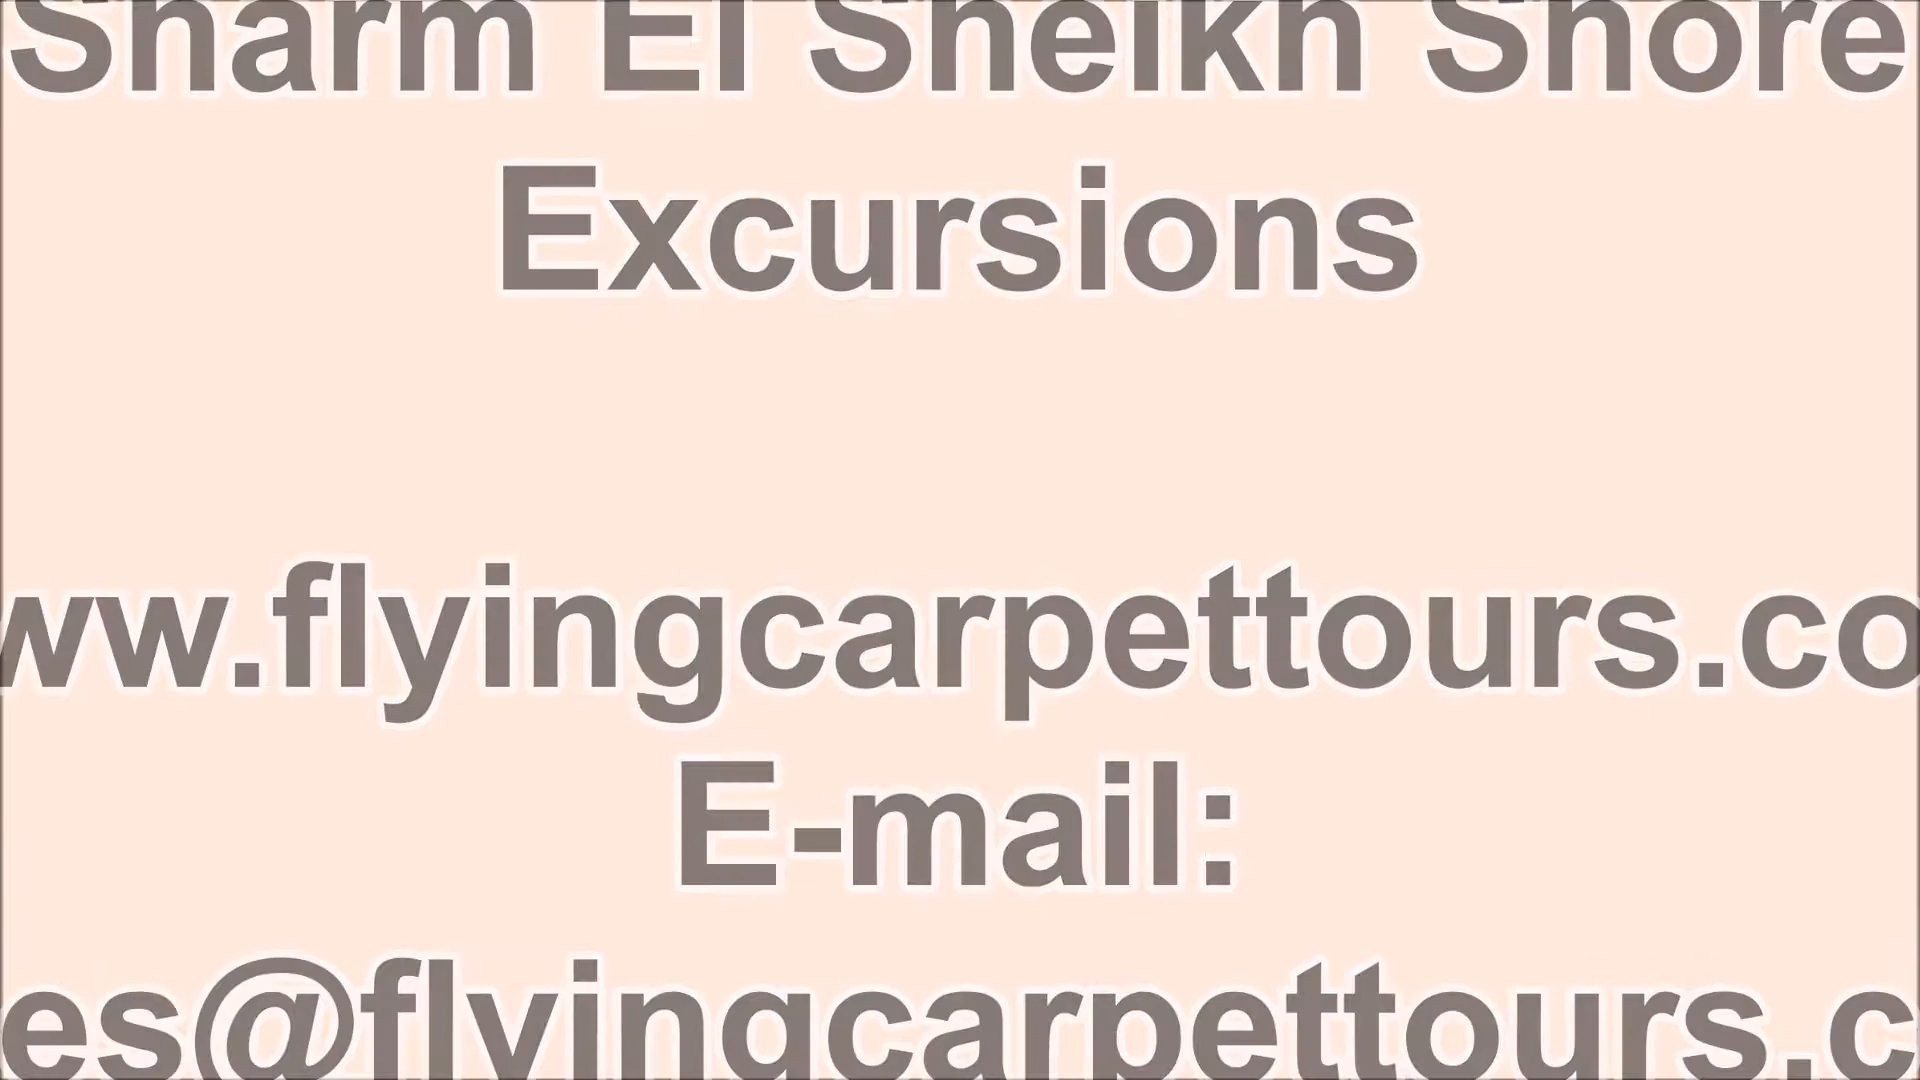 Sharm El Sheikh Shore
Excursions
ww.flyingcarpettours.co
E-mail:
es@flyingcarpettours.c